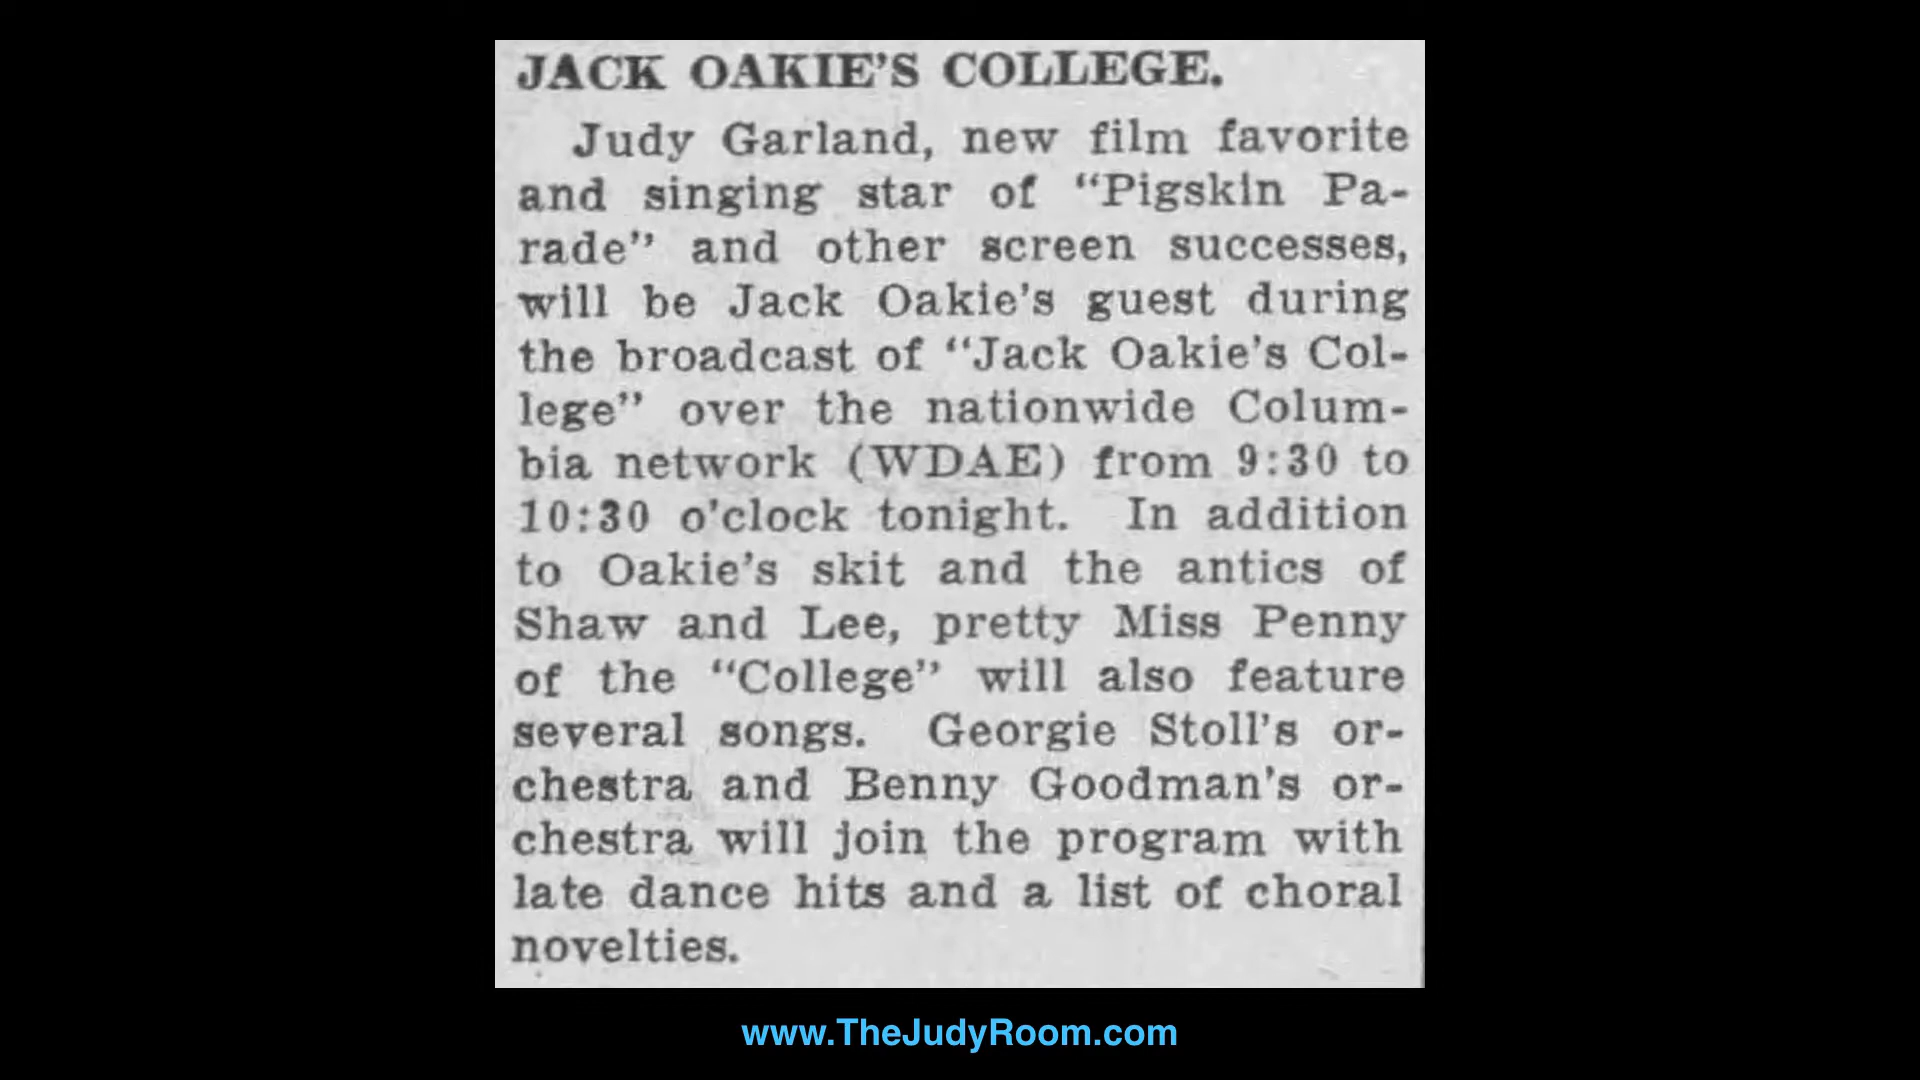 JACK OAKIE'S COLLEGE.
Judy Garland, new film favorite
and singing star of “Pigskin Pa-
rade” and other screen successes,
will be Jack Oakie's guest during
the broadcast of “Jack Oakie's Col-
lege” over the nationwide Colum-
bia network (WDAE) from 9:30 to
10:30 o'clock tonight. In addition
to Oakie's skit and the antics of
Shaw and Lee, pretty Miss Penny
of the “College” will also feature
several songs. Georgie Stoll's or-
chestra and Benny Goodman's or-
chestra will join the program with
late dance hits and a list of choral
novelties.
www.TheJudyRoom.com